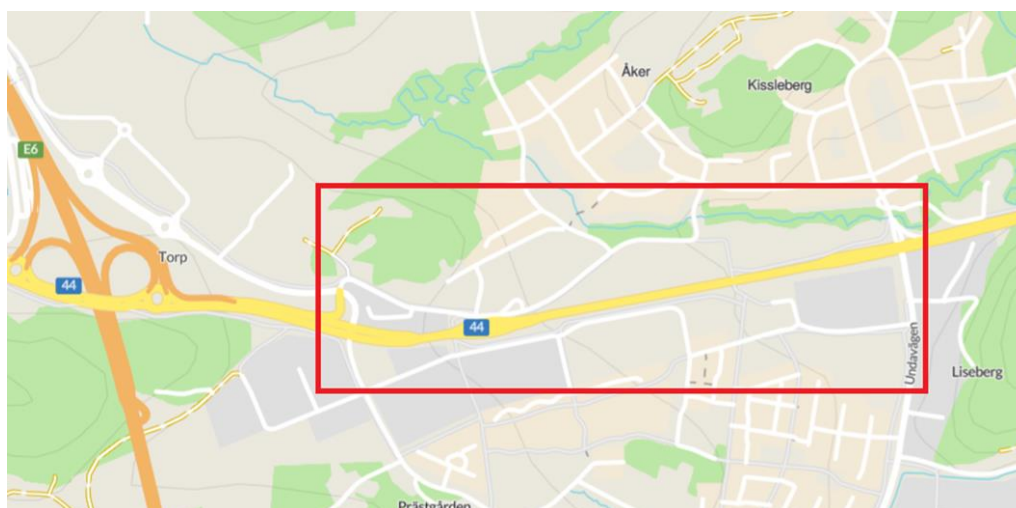 Åker
Kissleberg
E6
Torp
44
44
Undavägen
Liseberg
Prästgården